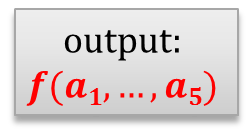 output:
f(a₁, ..., a₅)